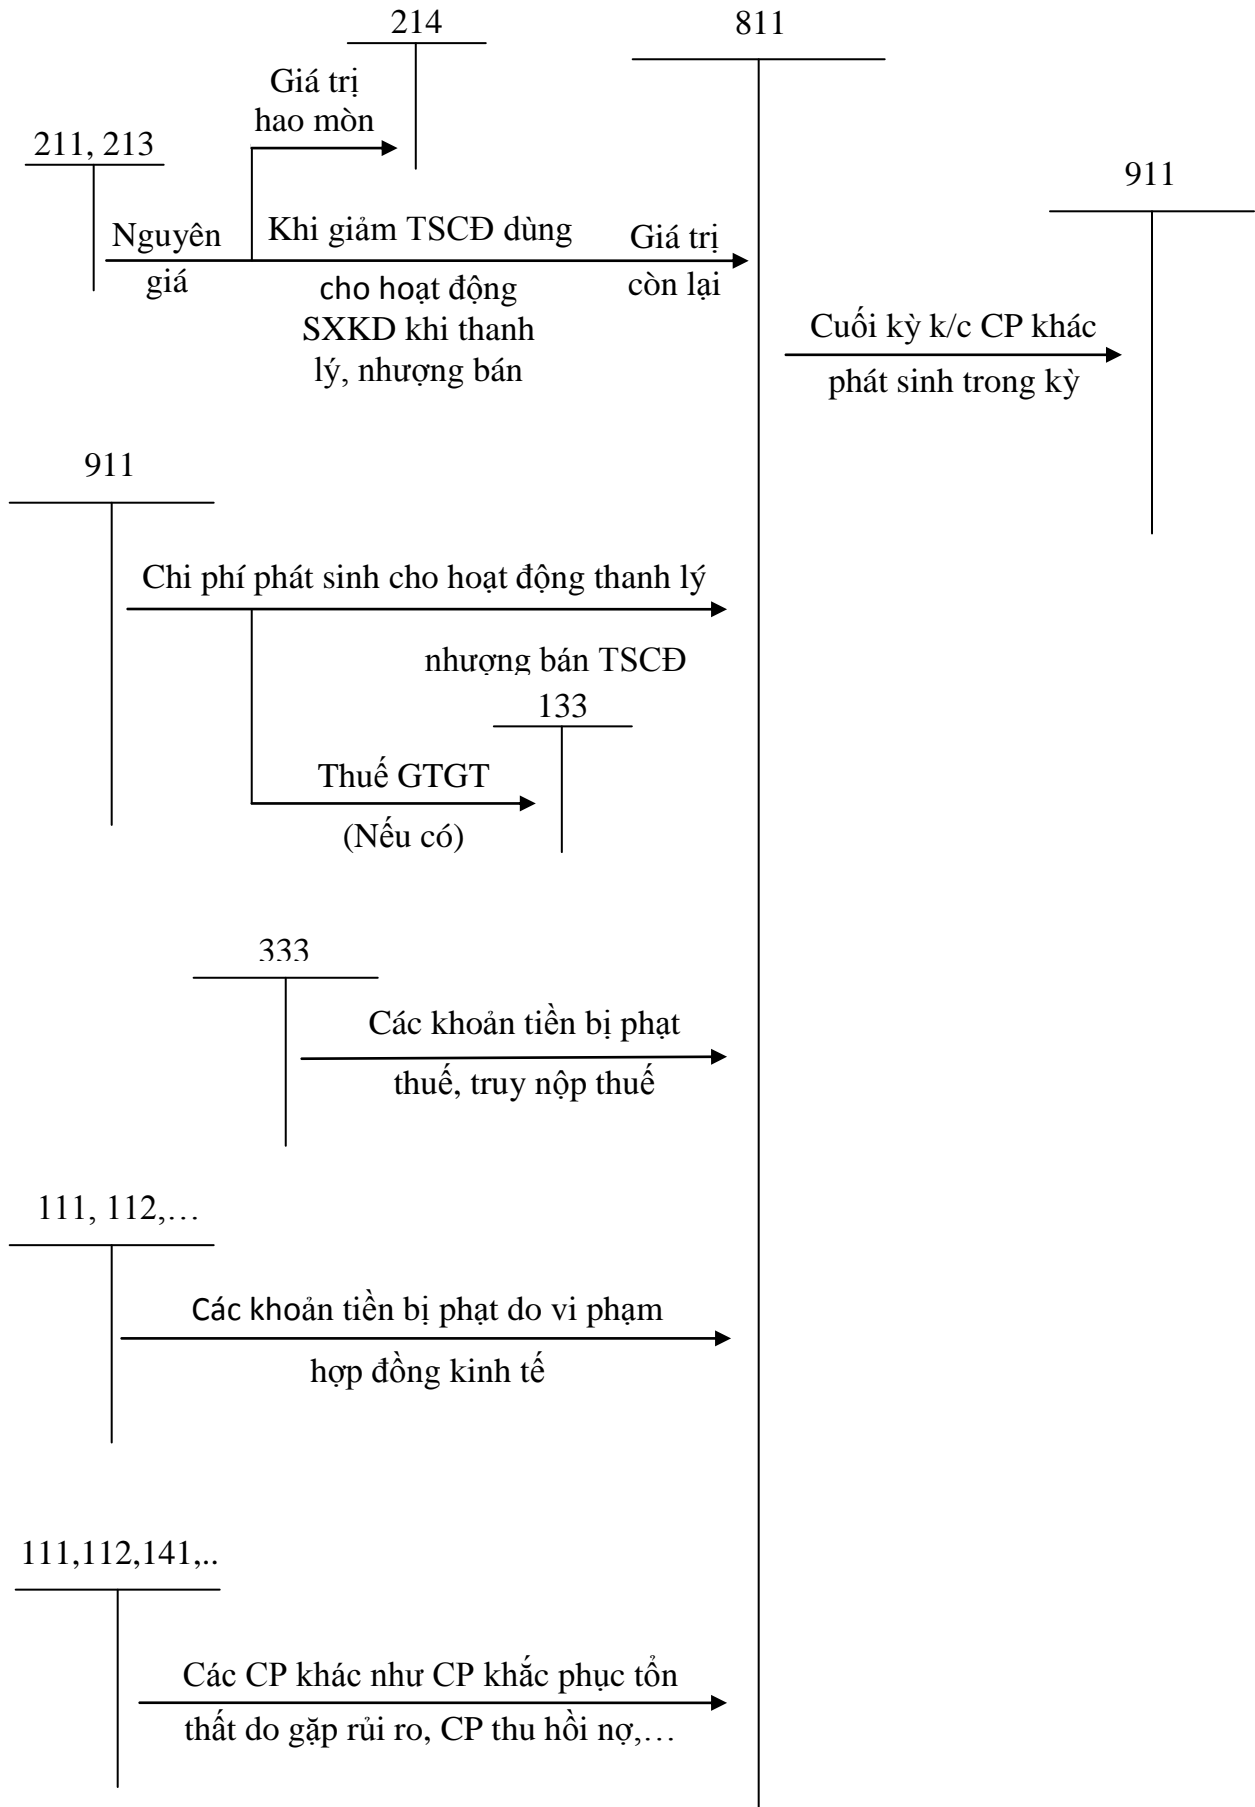 214
811
Giá trị
hao mòn
211, 213
911
Nguyên
giá
Khi giảm TSCĐ dùng
cho hoạt động
SXKD khi thanh
lý, nhượng bán
Giá trị
còn lại
Cuối kỳ k/c CP khác
phát sinh trong kỳ
911
Chi phí phát sinh cho hoạt động thanh lý
nhượng bán TSCĐ
133
Thuế GTGT
(Nếu có)
333
Các khoản tiền bị phạt
thuế, truy nộp thuế
111, 112,…
Các khoản tiền bị phạt do vi phạm
hợp đồng kinh tế
111,112,141,..
Các CP khác như CP khắc phục tổn
thất do gặp rủi ro, CP thu hồi nợ,…